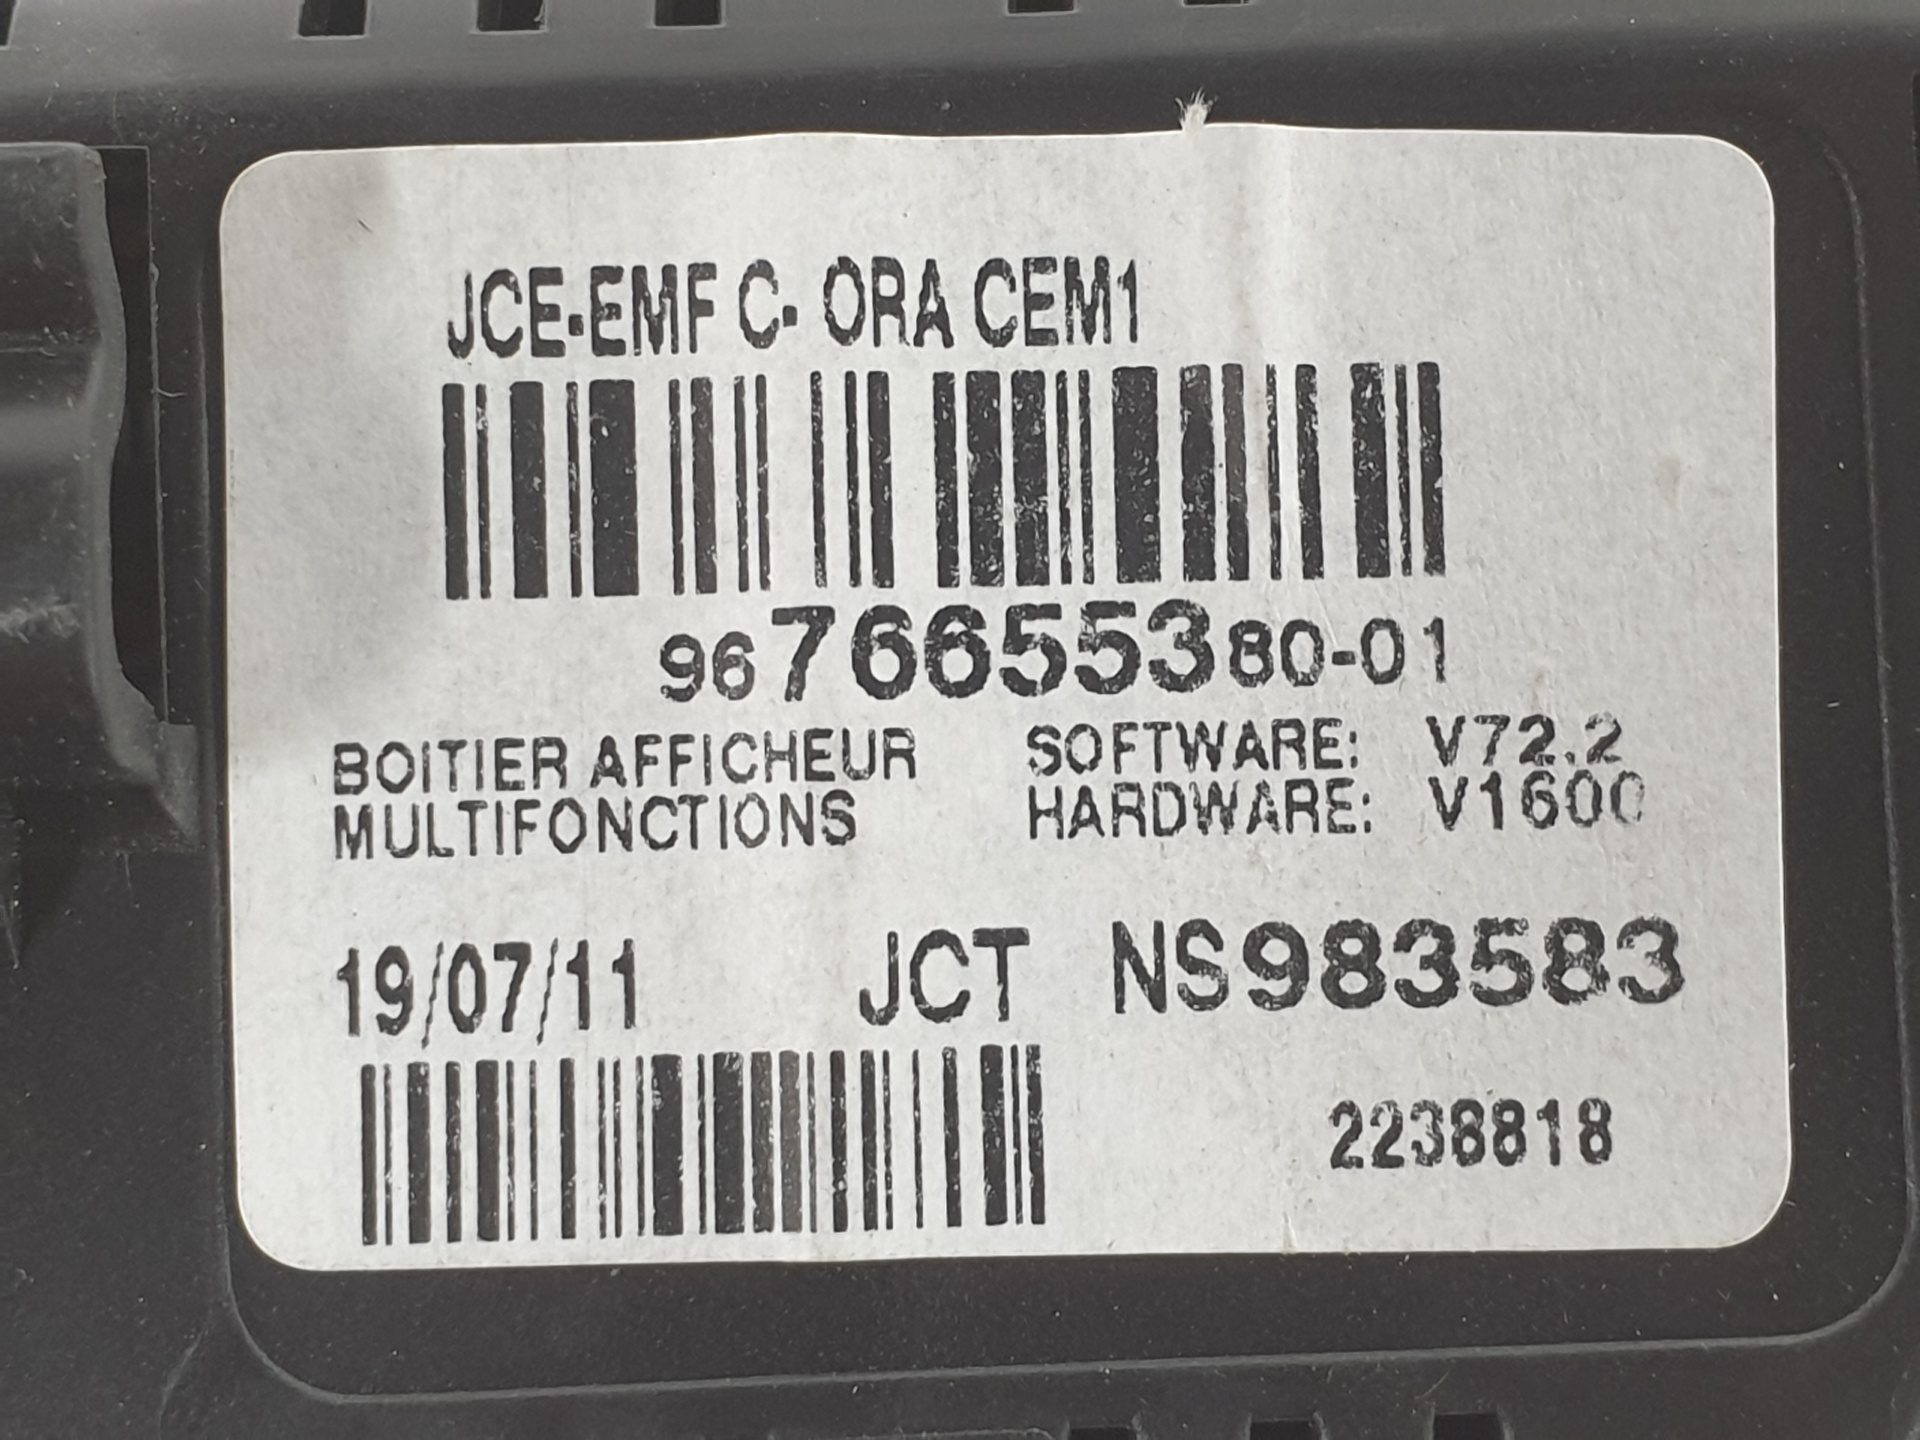 JCE-EMF C- ORA CEM1
9676655380-01
BOITIER AFFICHEUR SOFTWARE: V72.2
MULTIFONCTIONS HARDWARE: V1600
19/07/11 JCT NS983583
2238818